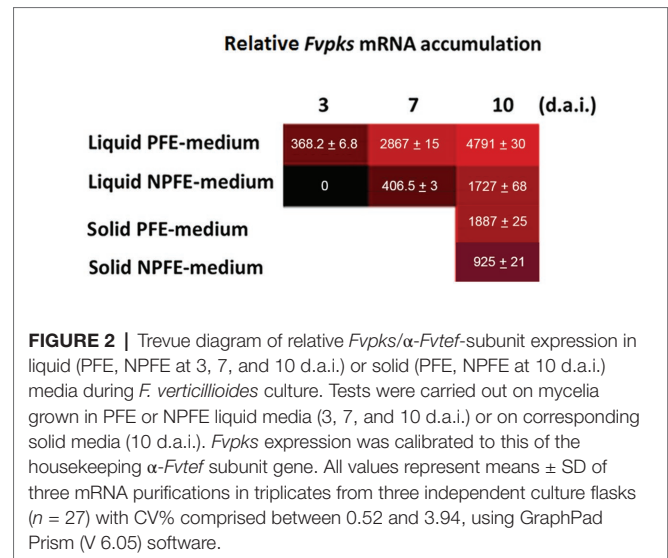 Relative Fvpks mRNA accumulation
3 7 10 (d.a.i.)
Liquid PFE-medium 368.2 ± 6.8 2867 ± 15 4791 ± 30
Liquid NPFE-medium 0 406.5 ± 3 1727 ± 68
Solid PFE-medium 1887 ± 25
Solid NPFE-medium 925 ± 21
FIGURE 2 | Trevue diagram of relative Fvpks/α-Fvtef-subunit expression in
liquid (PFE, NPFE at 3, 7, and 10 d.a.i.) or solid (PFE, NPFE at 10 d.a.i.)
media during F. verticillioides culture. Tests were carried out on mycelia
grown in PFE or NPFE liquid media (3, 7, and 10 d.a.i.) or on corresponding
solid media (10 d.a.i.). Fvpks expression was calibrated to this of the
housekeeping α-Fvtef subunit gene. All values represent means ± SD of
three mRNA purifications in triplicates from three independent culture flasks
(n = 27) with CV% comprised between 0.52 and 3.94, using GraphPad
Prism (V 6.05) software.